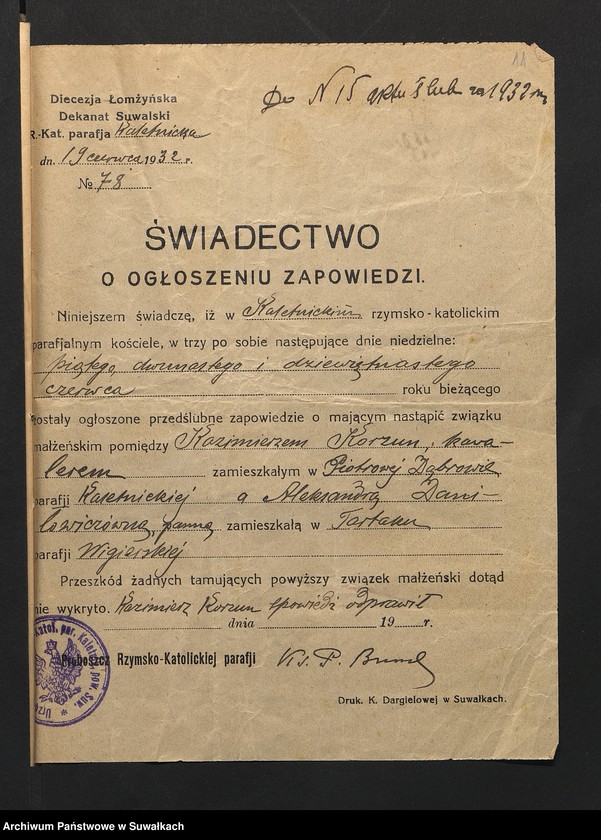 11
Do N 15 aktu ślub za 1932 r.
Diecezja Łomżyńska
Dekanat Suwalski
R.-Kat. parafja Kaletnicka
dn. 19 czerwca 1932 r.
№ 78
ŚWIADECTWO
O OGŁOSZENIU ZAPOWIEDZI.
Niniejszem świadczę, iż w Kaletnickim rzymsko-katolickim
parafjalnym kościele, w trzy po sobie następujące dnie niedzielne:
piątego, dwunastego i dziewiętnastego
czerwca roku bieżącego
zostały ogłoszone przedślubne zapowiedzie o mającym nastąpić związku
małżeńskim pomiędzy Kazimierzem Korzun, kawa-
lerem zamieszkałym w Piotrowej Dąbrowie
parafji Kaletnickiej a Aleksandrą Dani-
lowiczówną, panną zamieszkałą w Tartaku
parafji Wigierskiej
Przeszkód żadnych tamujących powyższy związek małżeński dotąd
nie wykryto. Kazimierz Korzun spowiedź odprawił
dnia 19 r.
Proboszcz Rzymsko-Katolickiej parafji Ks. P.
Druk. K. Dargielowej w Suwałkach.
Archiwum Państwowe w Suwałkach